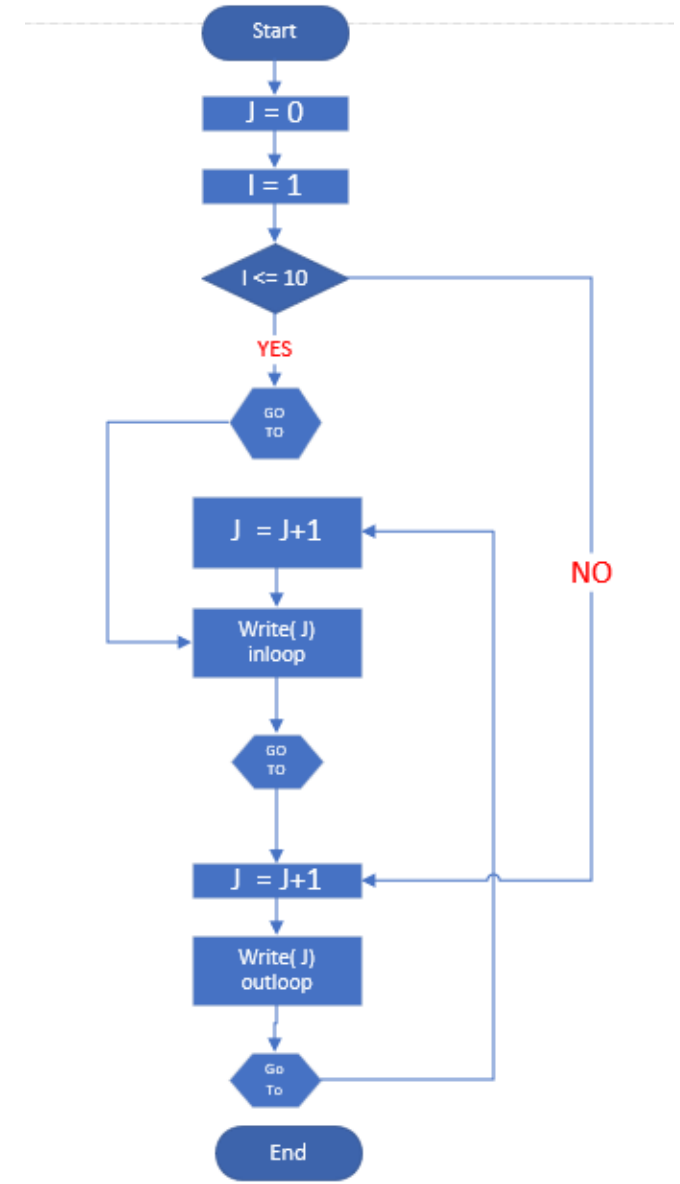 Start
J = 0
I = 1
I <= 10
YES
GO
TO
J = J+1
NO
Write( J)
inloop
GO
TO
J = J+1
Write( J)
outloop
Go
To
End